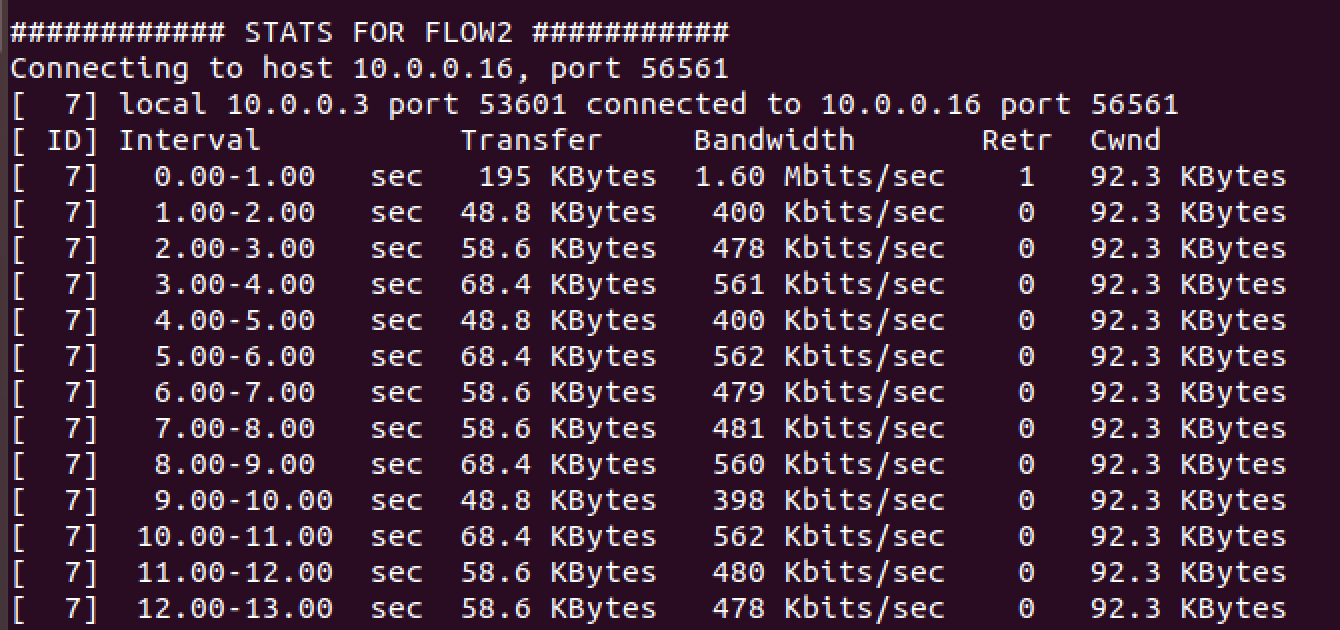 ############ STATS FOR FLOW2 ###########
Connecting to host 10.0.0.16, port 56561
[  7] local 10.0.0.3 port 53601 connected to 10.0.0.16 port 56561
[ ID] Interval           Transfer     Bandwidth       Retr  Cwnd
[  7]   0.00-1.00   sec   195 KBytes  1.60 Mbits/sec    1   92.3 KBytes
[  7]   1.00-2.00   sec  48.8 KBytes   400 Kbits/sec    0   92.3 KBytes
[  7]   2.00-3.00   sec  58.6 KBytes   478 Kbits/sec    0   92.3 KBytes
[  7]   3.00-4.00   sec  68.4 KBytes   561 Kbits/sec    0   92.3 KBytes
[  7]   4.00-5.00   sec  48.8 KBytes   400 Kbits/sec    0   92.3 KBytes
[  7]   5.00-6.00   sec  68.4 KBytes   562 Kbits/sec    0   92.3 KBytes
[  7]   6.00-7.00   sec  58.6 KBytes   479 Kbits/sec    0   92.3 KBytes
[  7]   7.00-8.00   sec  58.6 KBytes   481 Kbits/sec    0   92.3 KBytes
[  7]   8.00-9.00   sec  68.4 KBytes   560 Kbits/sec    0   92.3 KBytes
[  7]   9.00-10.00  sec  48.8 KBytes   398 Kbits/sec    0   92.3 KBytes
[  7]  10.00-11.00  sec  68.4 KBytes   562 Kbits/sec    0   92.3 KBytes
[  7]  11.00-12.00  sec  58.6 KBytes   480 Kbits/sec    0   92.3 KBytes
[  7]  12.00-13.00  sec  58.6 KBytes   478 Kbits/sec    0   92.3 KBytes